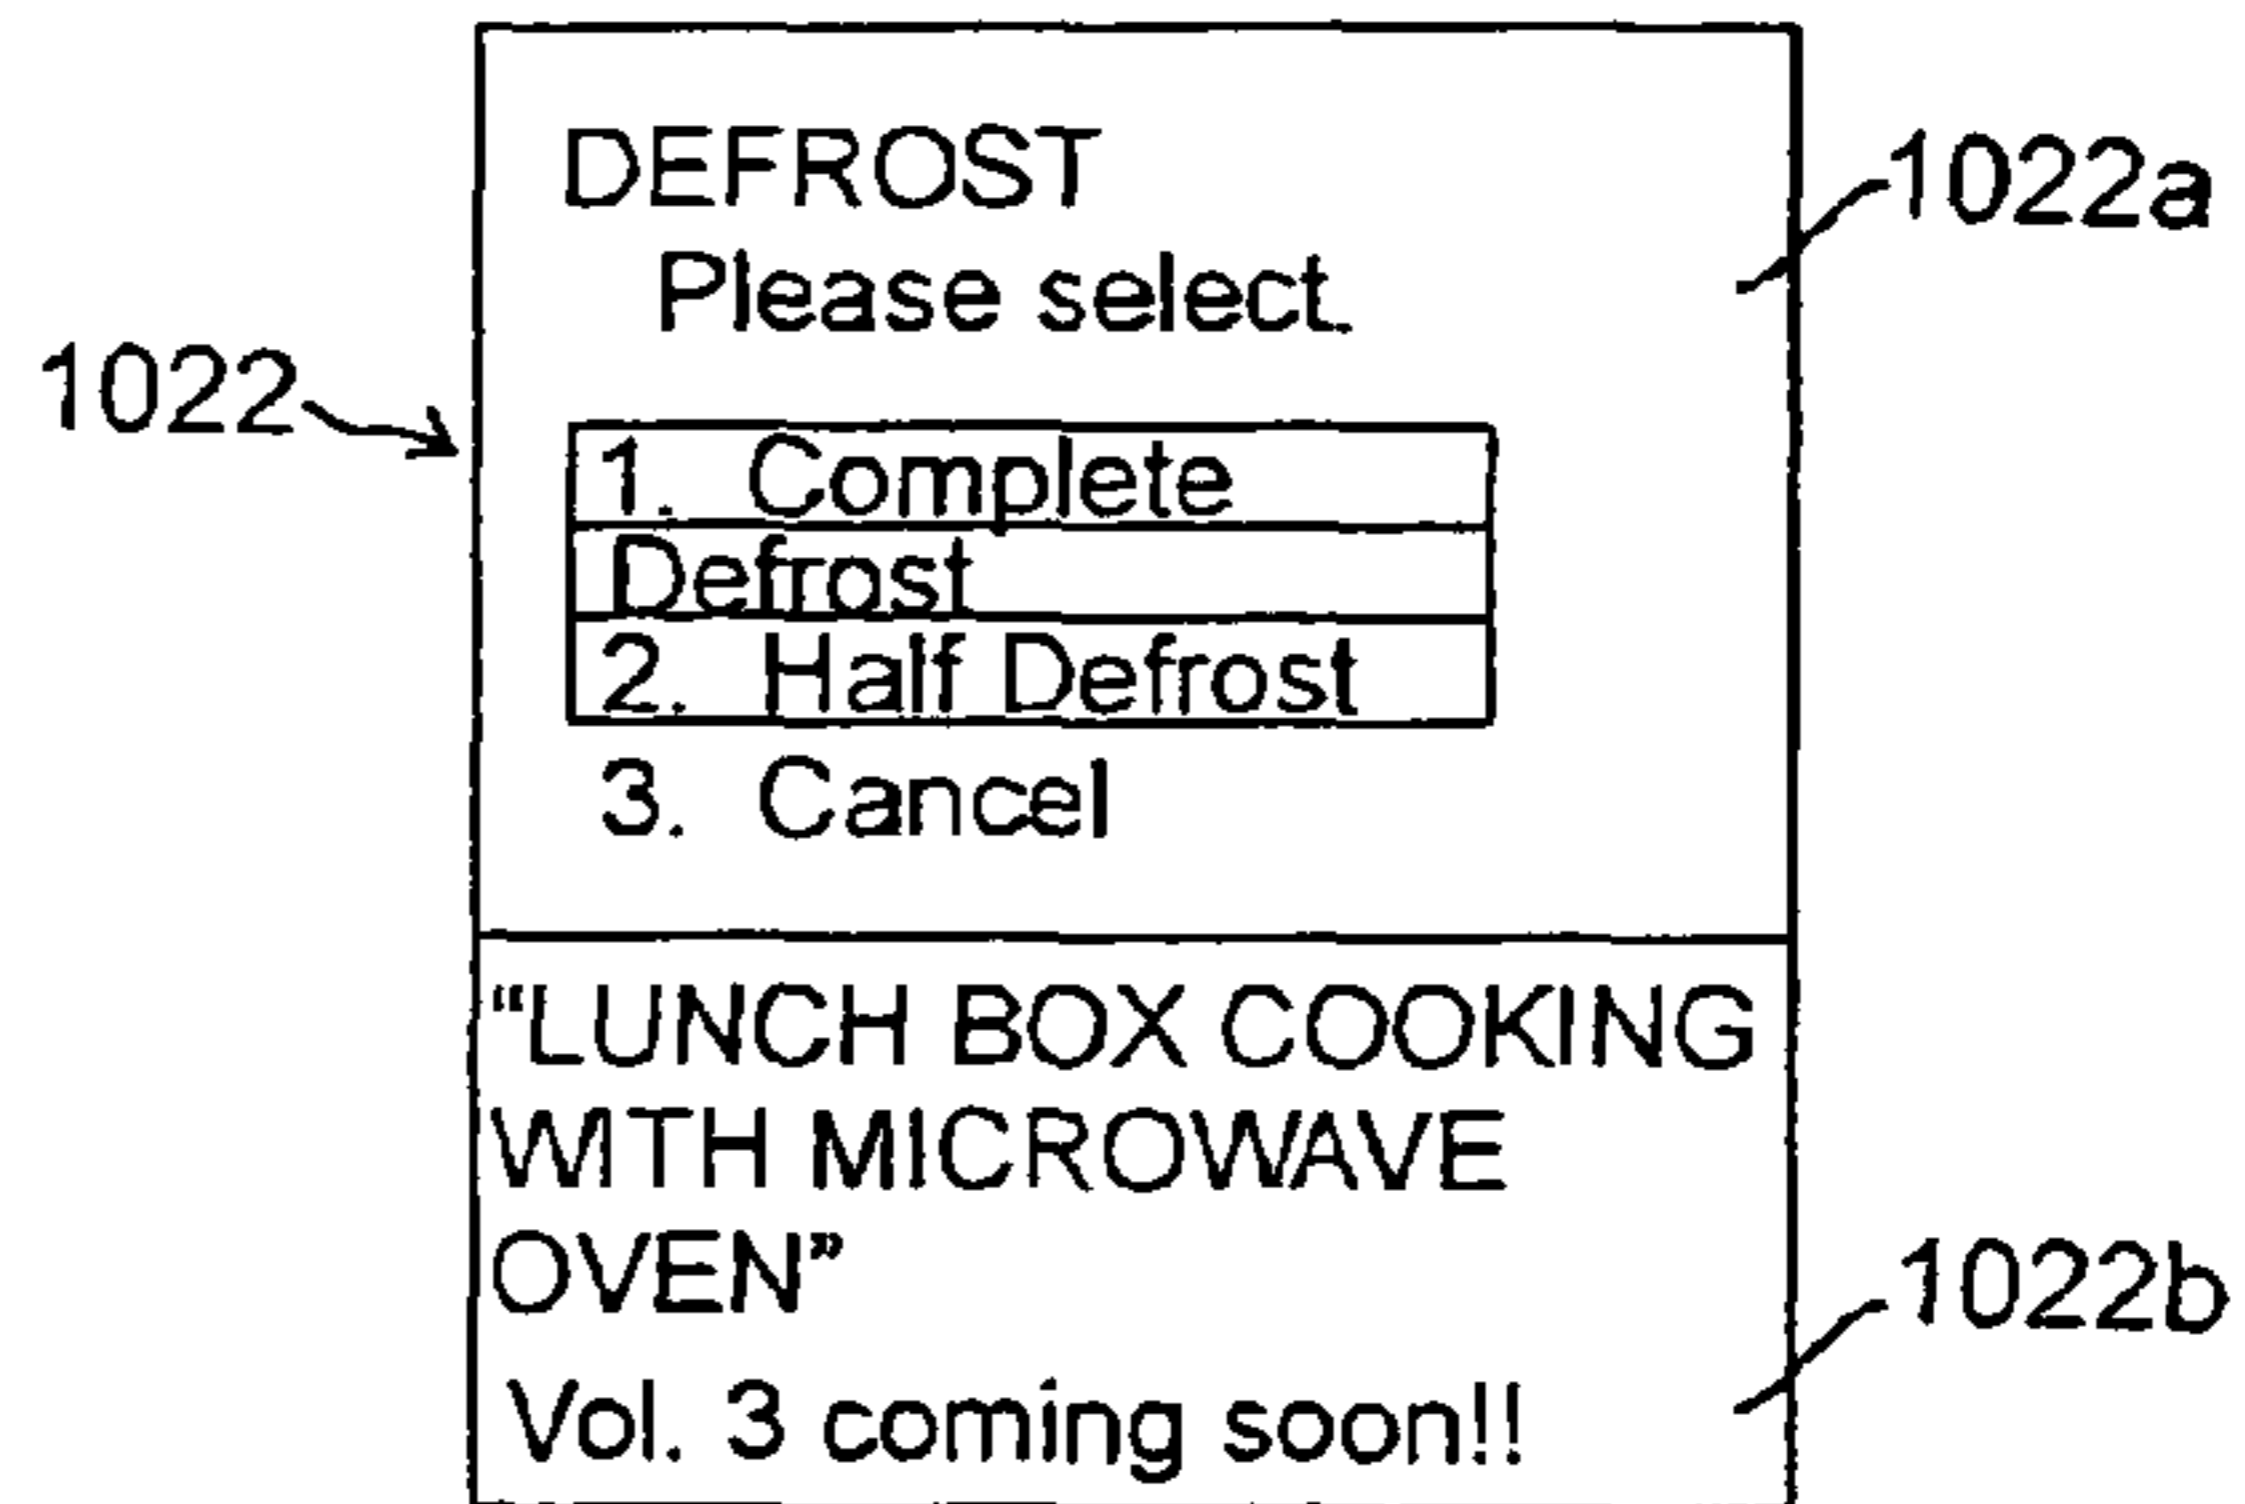 DEFROST
1022a
Please select.
1022
1. Complete
Defrost
2. Half Defrost
3. Cancel
“LUNCH BOX COOKING
WITH MICROWAVE
OVEN”
1022b
Vol. 3 coming soon!!